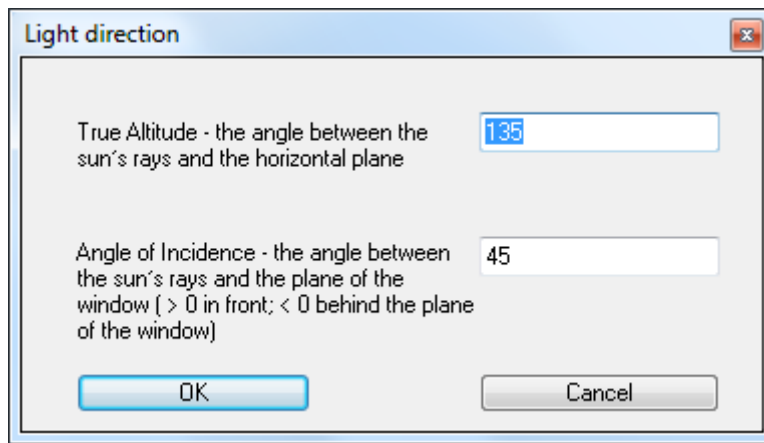 Light direction
True Altitude - the angle between the
sun´s rays and the horizontal plane
135
Angle of Incidence - the angle between
the sun´s rays and the plane of the
window ( > 0 in front; < 0 behind the plane
of the window)
45
OK
Cancel